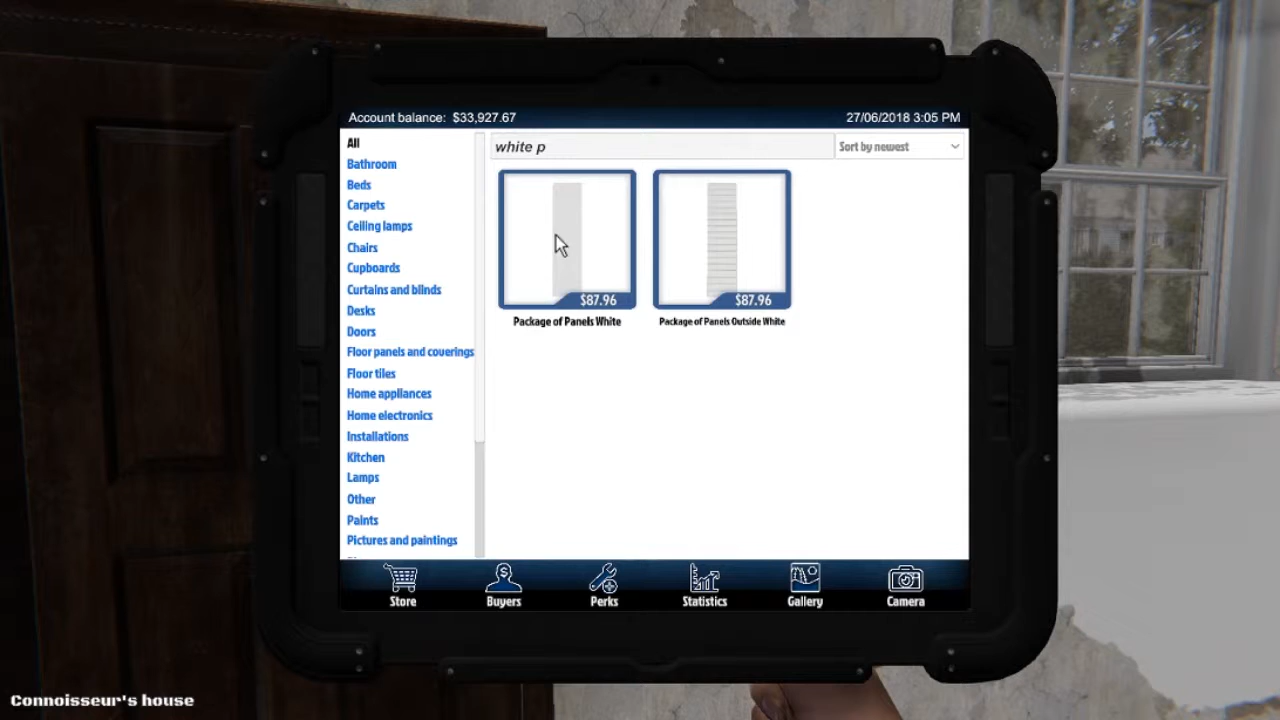 Account balance: $33,927.67
27/06/2018 3:05 PM
All
Bathroom
Beds
Carpets
Ceiling lamps
Chairs
Cupboards
Curtains and blinds
Desks
Doors
Floor panels and coverings
Floor tiles
Home appliances
Home electronics
Installations
Kitchen
Lamps
Other
Paints
Pictures and paintings
white p
Sort by newest
$87.96
Package of Panels White
$87.96
Package of Panels Outside White
Store
Buyers
Perks
Statistics
Gallery
Camera
Connoisseur's house